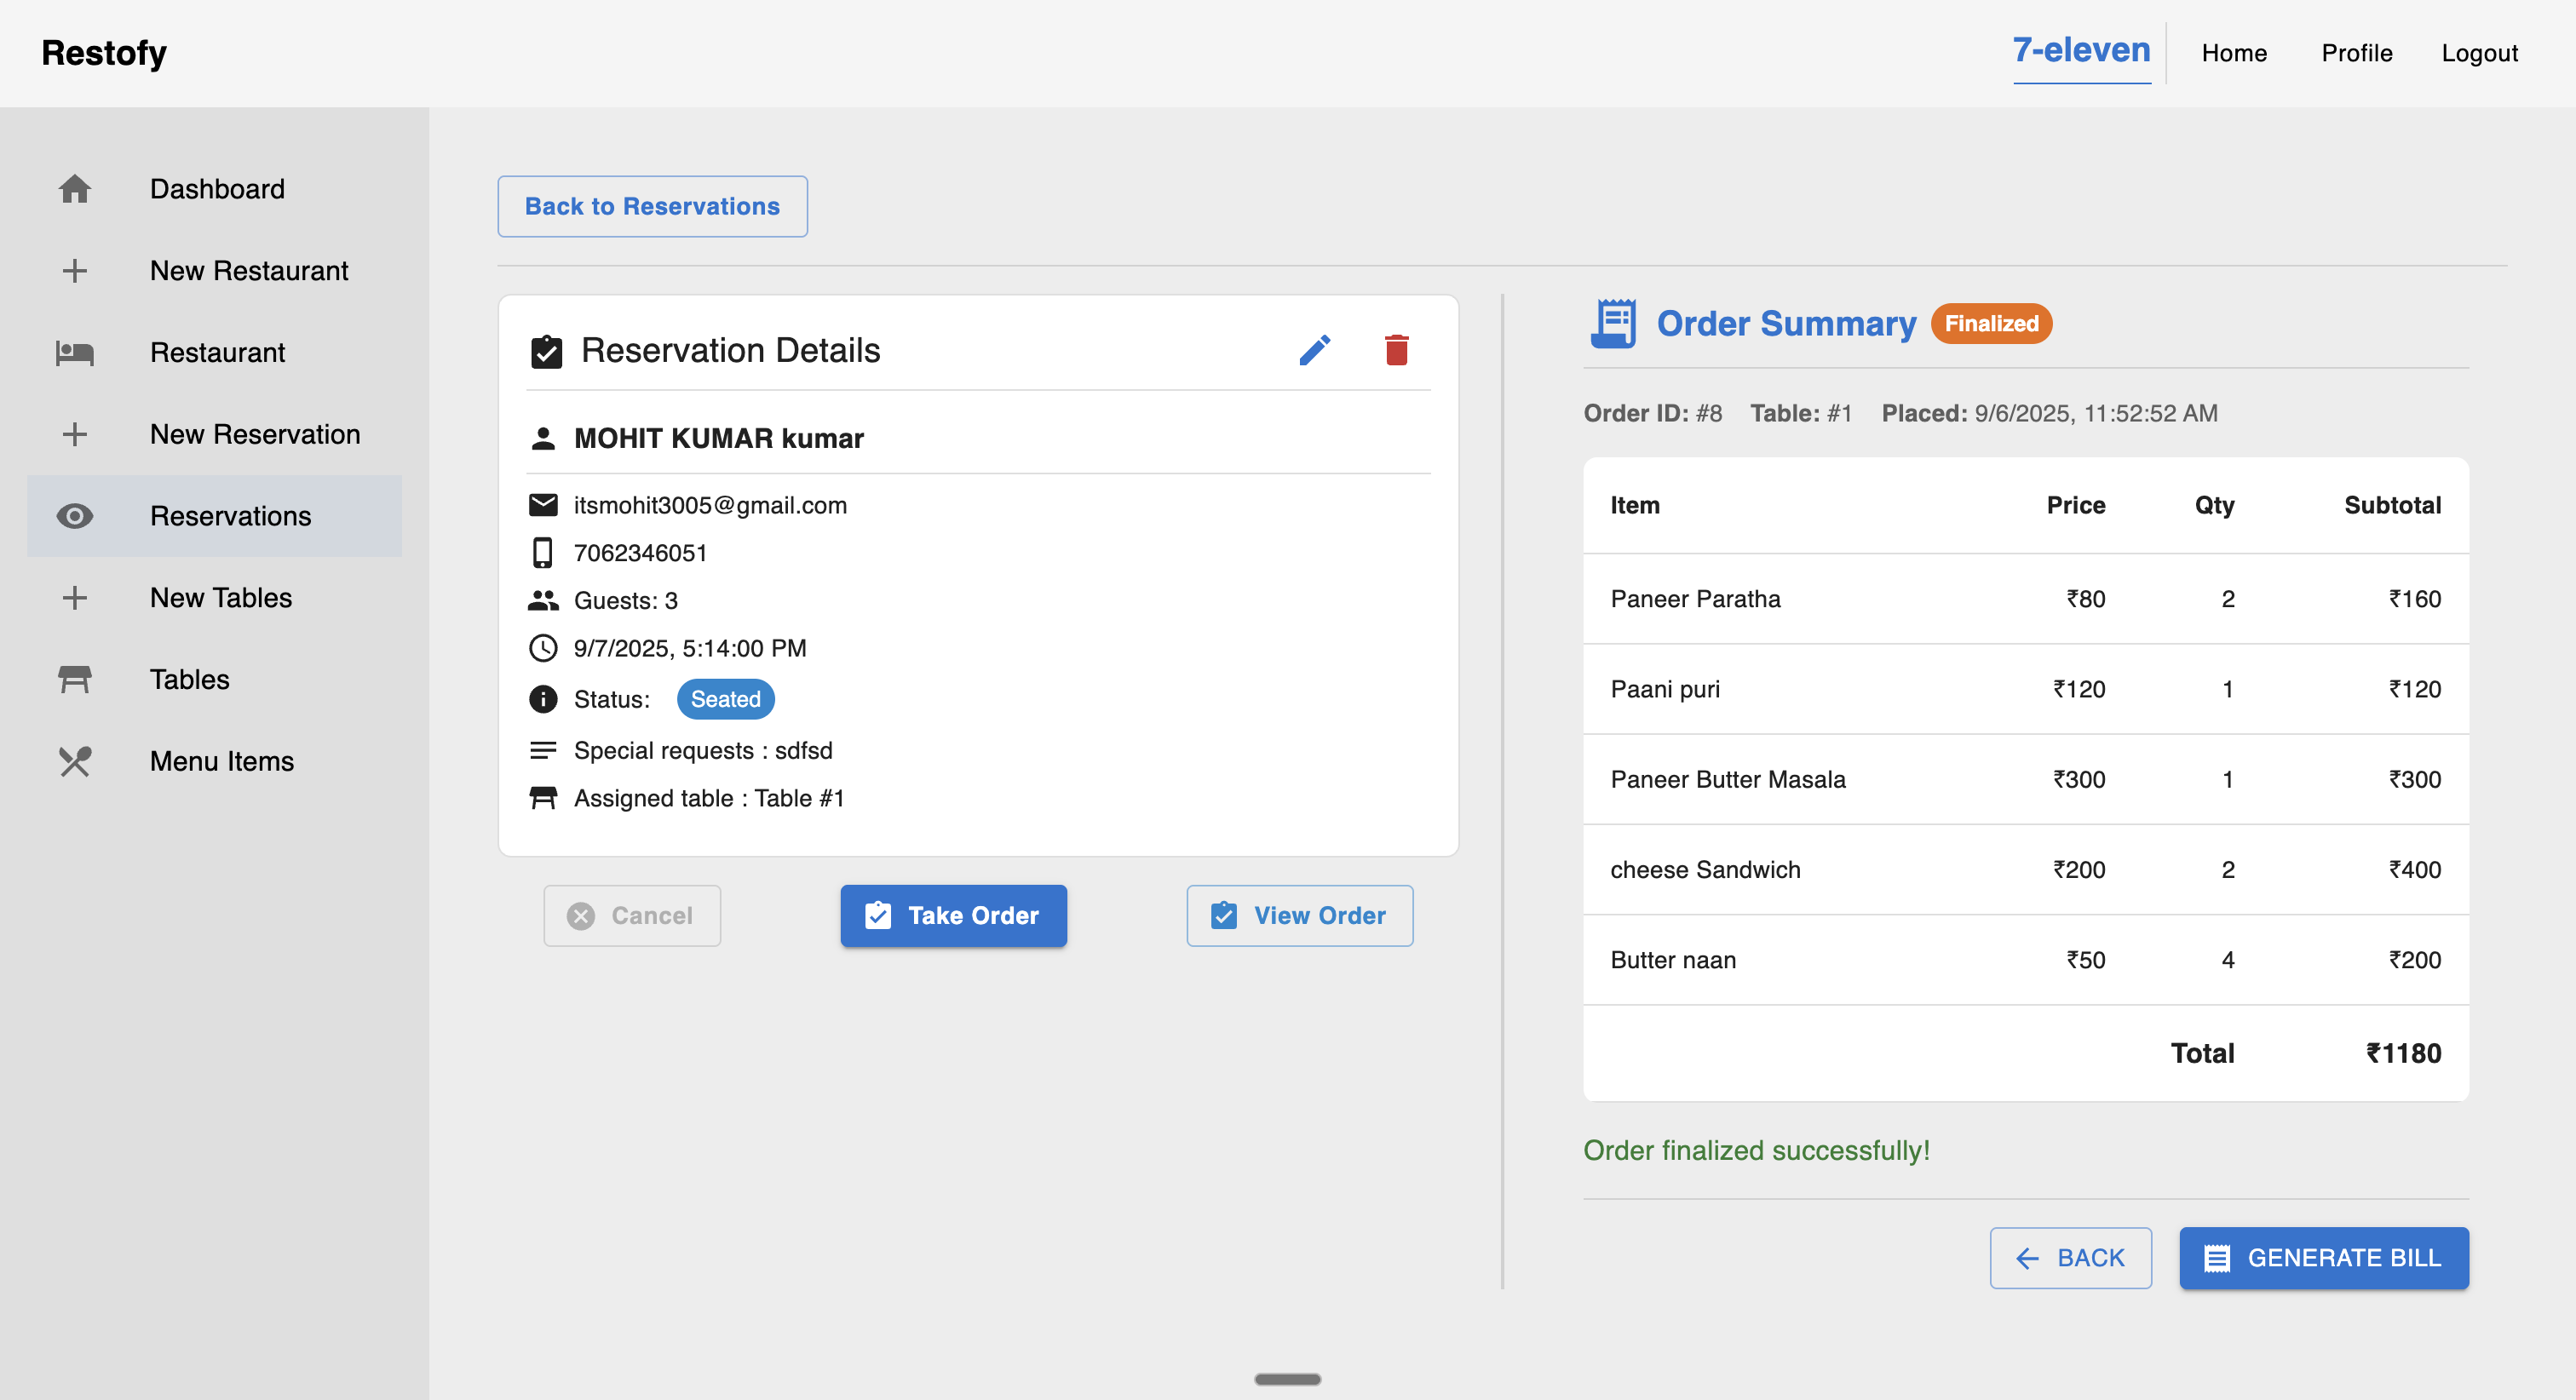 Restofy
7-eleven Home Profile Logout
Dashboard
New Restaurant
Restaurant
New Reservation
Reservations
New Tables
Tables
Menu Items
Back to Reservations
Reservation Details
MOHIT KUMAR kumar
itsmohit3005@gmail.com
7062346051
Guests: 3
9/7/2025, 5:14:00 PM
Status: Seated
Special requests : sdfsd
Assigned table : Table #1
Cancel Take Order View Order
Order Summary Finalized
Order ID: #8 Table: #1 Placed: 9/6/2025, 11:52:52 AM
Item Price Qty Subtotal
Paneer Paratha ₹80 2 ₹160
Paani puri ₹120 1 ₹120
Paneer Butter Masala ₹300 1 ₹300
cheese Sandwich ₹200 2 ₹400
Butter naan ₹50 4 ₹200
Total ₹1180
Order finalized successfully!
BACK GENERATE BILL